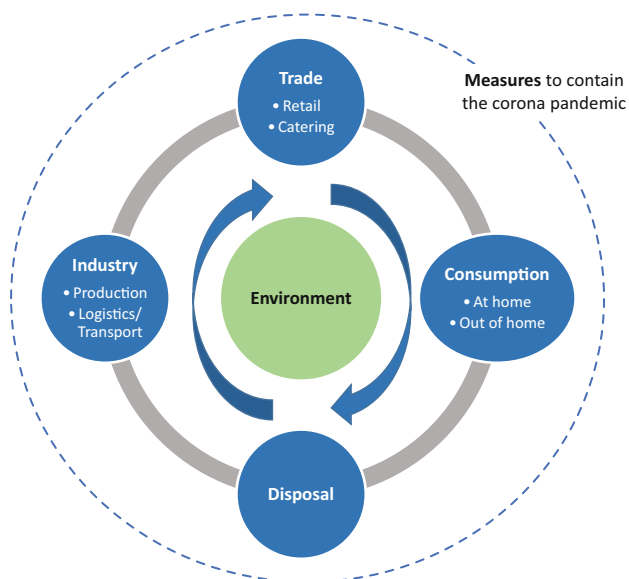 Trade
• Retail
• Catering
Measures to contain
the corona pandemic
Industry
• Production
• Logistics/
Transport
Environment
Consumption
• At home
• Out of home
Disposal